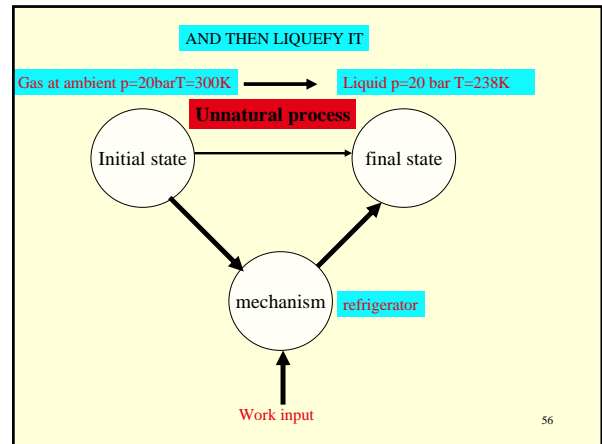 AND THEN LIQUEFY IT
Gas at ambient p=20barT=300K
Liquid p=20 bar T=238K
Unnatural process
Initial state
final state
mechanism
refrigerator
Work input
56